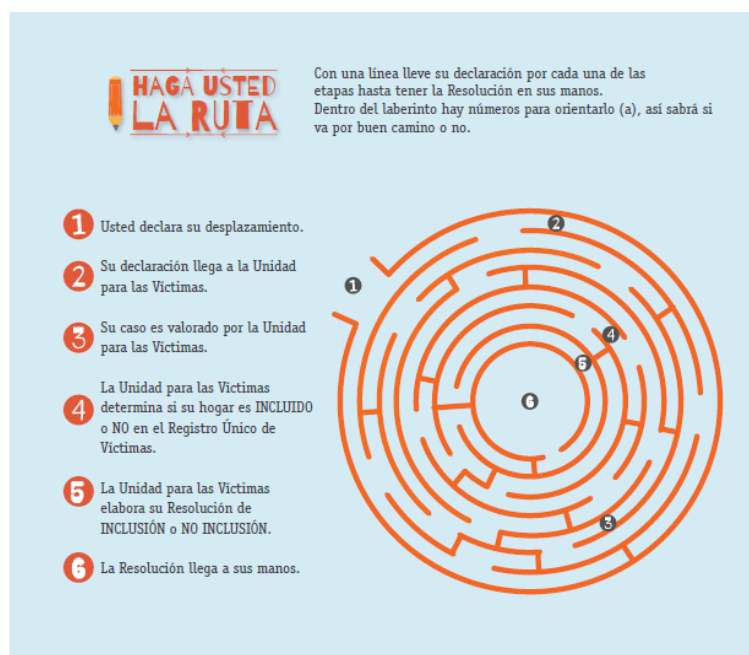 HAGA USTED
LA RUTA
Con una línea lleve su declaración por cada una de las
etapas hasta tener la Resolución en sus manos.
Dentro del laberinto hay números para orientarlo (a), así sabrá si
va por buen camino o no.
1 Usted declara su desplazamiento.
2 Su declaración llega a la Unidad
para las Víctimas.
3 Su caso es valorado por la Unidad
para las Víctimas.
4 La Unidad para las Víctimas
determina si su hogar es INCLUIDO
o NO en el Registro Único de
Víctimas.
5 La Unidad para las Víctimas
elabora su Resolución de
INCLUSIÓN o NO INCLUSIÓN.
6 La Resolución llega a sus manos.
2
1
4
5
6
3